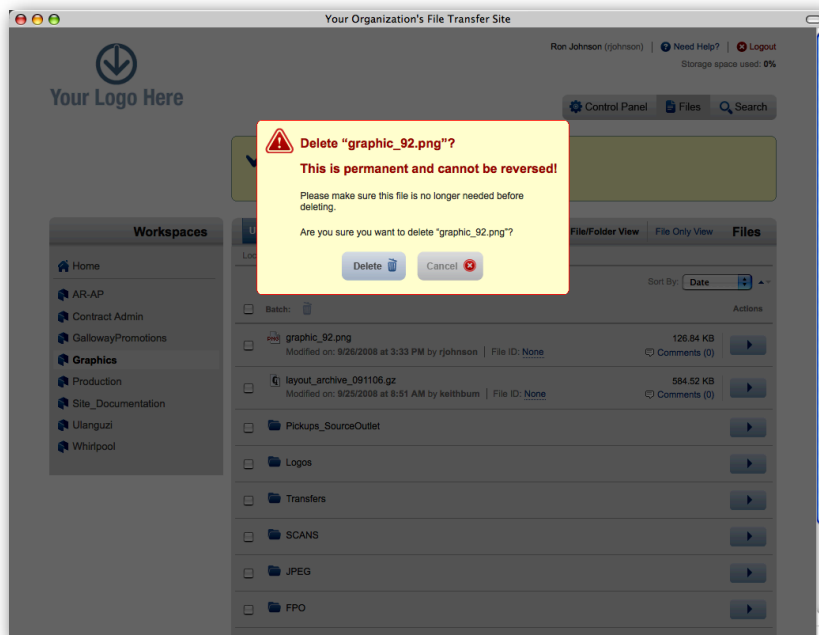 Your Organization's File Transfer Site
Ron Johnson (rjohnson) | Need Help? | Logout
Storage space used: 0%
Your Logo Here
Control Panel Files Search
Delete “graphic_92.png”?
This is permanent and cannot be reversed!
Please make sure this file is no longer needed before
deleting.
Are you sure you want to delete “graphic_92.png”?
Delete Cancel
Workspaces
Home
AR-AP
Contract Admin
GallowayPromotions
Graphics
Production
Site_Documentation
Ulanguzi
Whirlpool
File/Folder View | File Only View Files
Sort By: Date
Batch: Actions
graphic_92.png 126.84 KB
Modified on: 9/26/2008 at 3:33 PM by rjohnson | File ID: None Comments (0)
layout_archive_091106.gz 584.52 KB
Modified on: 9/25/2008 at 8:51 AM by keithbum | File ID: None Comments (0)
Pickups_SourceOutlet
Logos
Transfers
SCANS
JPEG
FPO